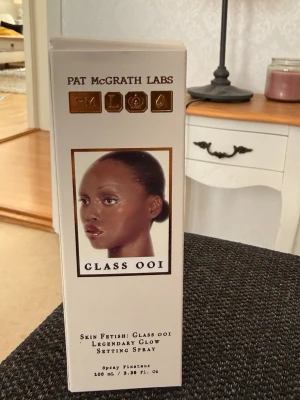 PAT McGRATH LABS
GLASS 001
SKIN FETISH: GLASS 001
LEGENDARY GLOW
SETTING SPRAY
Spray Fixateur
100 mL / 3.38 fl. Oz